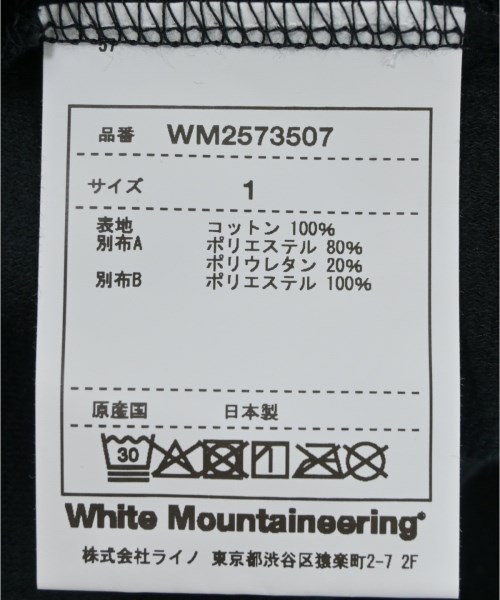 品番 WM2573507
サイズ 1
表地 コットン 100%
別布A ポリエステル 80%
ポリウレタン 20%
別布B ポリエステル 100%
原産国 日本製
30
White Mountaineering®
株式会社ライノ 東京都渋谷区猿楽町2-7 2F